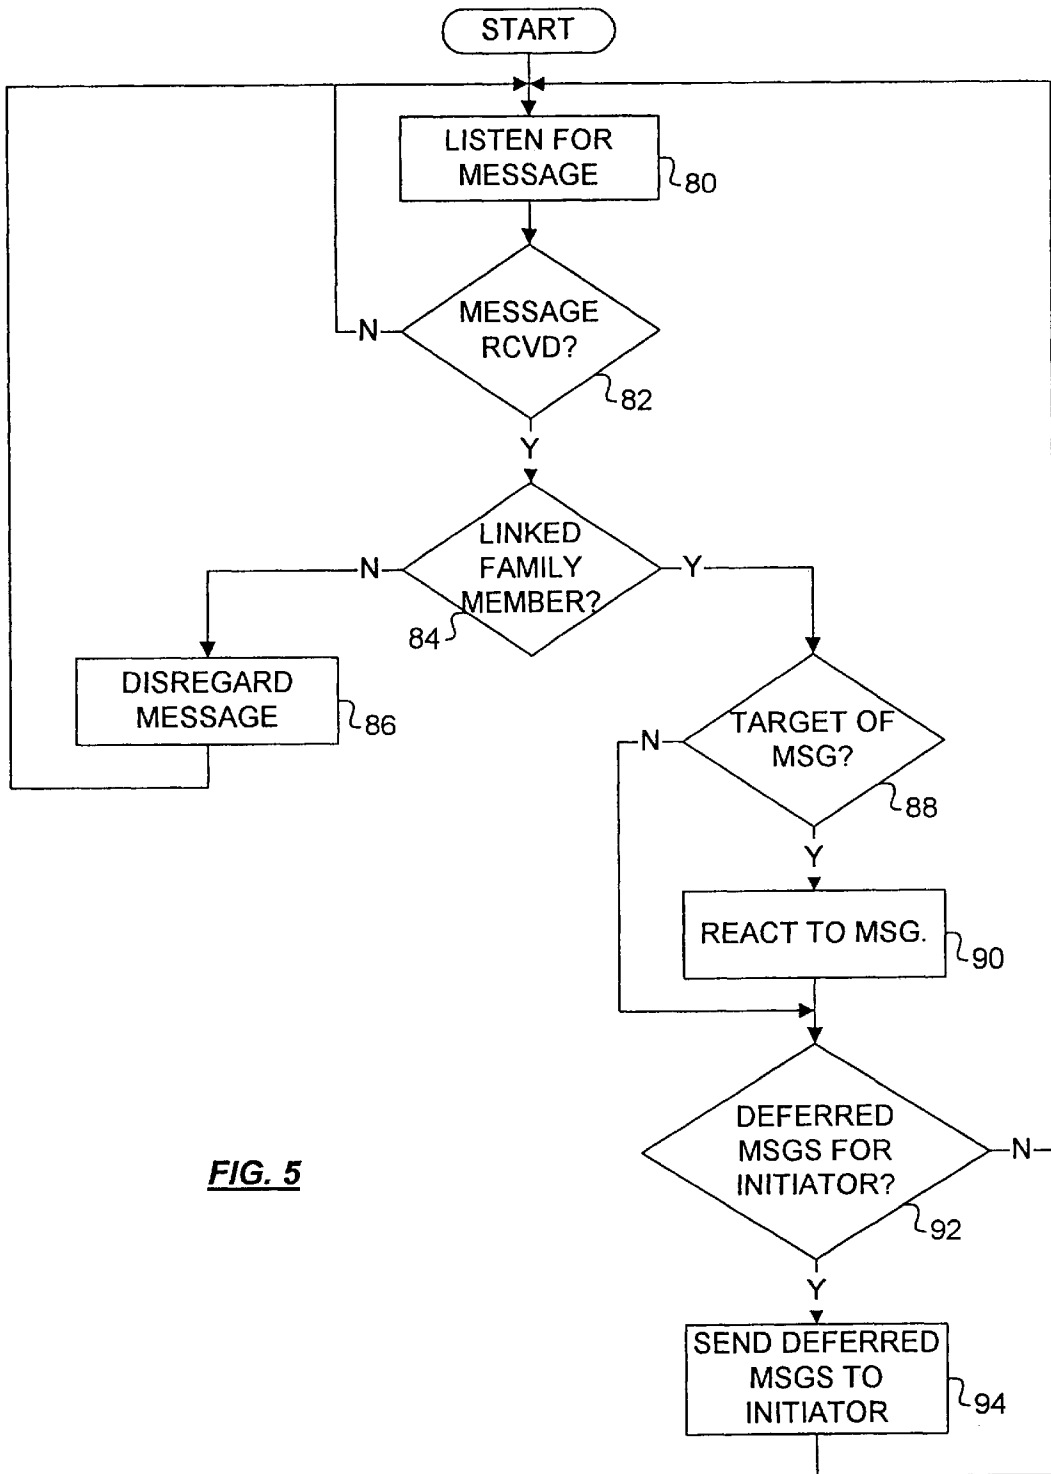 START
LISTEN FOR
MESSAGE
80
MESSAGE
RCVD?
N
82
Y
LINKED
FAMILY
MEMBER?
N
Y
84
DISREGARD
MESSAGE
86
TARGET OF
MSG?
N
88
Y
REACT TO MSG.
90
DEFERRED
MSGS FOR
INITIATOR?
N
92
Y
SEND DEFERRED
MSGS TO
INITIATOR
94
FIG. 5